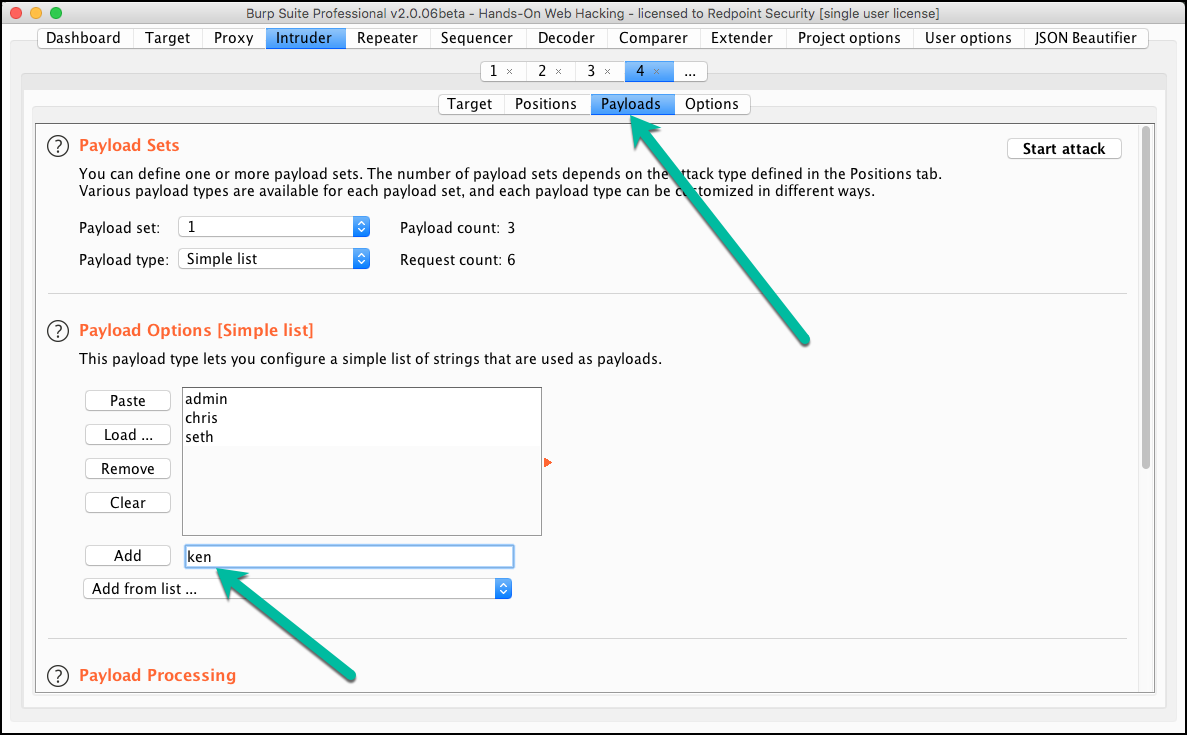 Burp Suite Professional v2.0.06beta - Hands-On Web Hacking - licensed to Redpoint Security [single user license]
Dashboard Target Proxy Intruder Repeater Sequencer Decoder Comparer Extender Project options User options JSON Beautifier
1 × 2 × 3 × 4 × ...
Target Positions Payloads Options
? Payload Sets
Start attack
You can define one or more payload sets. The number of payload sets depends on the attack type defined in the Positions tab.
Various payload types are available for each payload set, and each payload type can be customized in different ways.
Payload set: 1 Payload count: 3
Payload type: Simple list Request count: 6
? Payload Options [Simple list]
This payload type lets you configure a simple list of strings that are used as payloads.
Paste
Load ...
Remove
Clear
admin
chris
seth
Add ken
Add from list ...
? Payload Processing